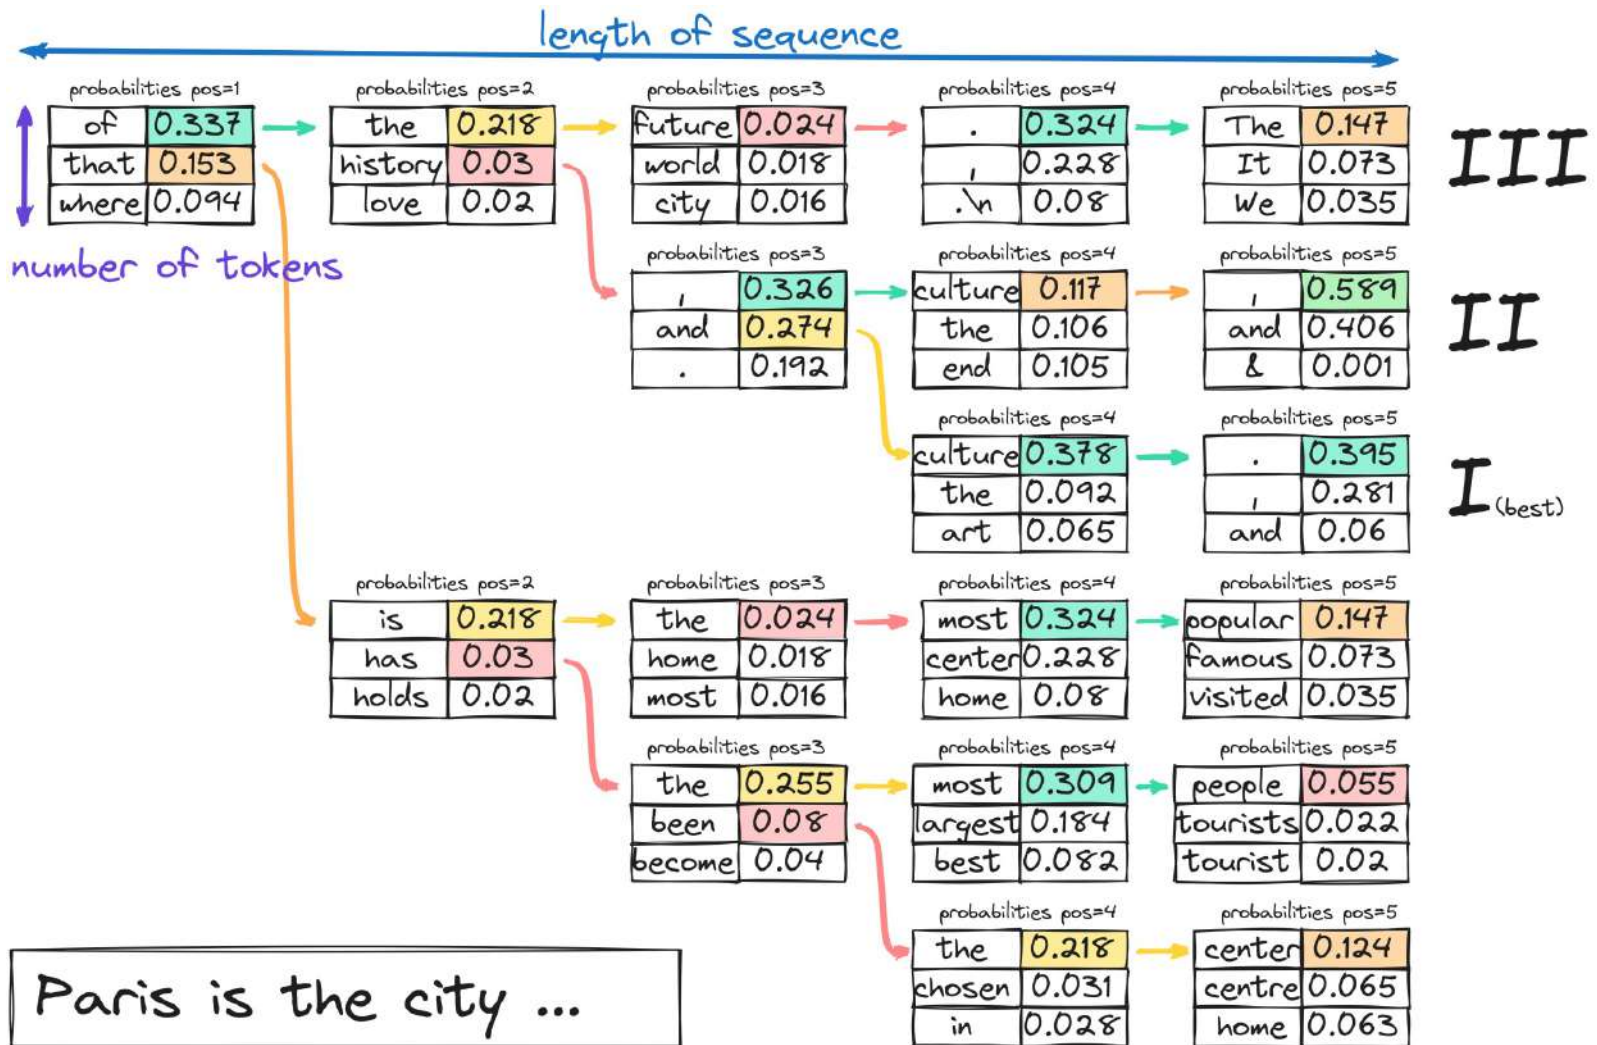 length of sequence
probabilities pos=1 probabilities pos=2 probabilities pos=3 probabilities pos=4 probabilities pos=5
of 0.337 the 0.218 future 0.024 . 0.324 The 0.147
that 0.153 history 0.03 world 0.018 , 0.228 It 0.073
where 0.094 love 0.02 city 0.016 .\n 0.08 We 0.035
III
number of tokens
probabilities pos=3 probabilities pos=4 probabilities pos=5
, 0.326 culture 0.117 , 0.589
and 0.274 the 0.106 and 0.406
. 0.192 end 0.105 & 0.001
II
probabilities pos=4 probabilities pos=5
culture 0.378 . 0.395
the 0.092 , 0.281
art 0.065 and 0.06
I (best)
probabilities pos=2 probabilities pos=3 probabilities pos=4 probabilities pos=5
is 0.218 the 0.024 most 0.324 popular 0.147
has 0.03 home 0.018 center 0.228 famous 0.073
holds 0.02 most 0.016 home 0.08 visited 0.035
probabilities pos=3 probabilities pos=4 probabilities pos=5
the 0.255 most 0.309 people 0.055
been 0.08 largest 0.184 tourists 0.022
become 0.04 best 0.082 tourist 0.02
probabilities pos=4 probabilities pos=5
the 0.218 center 0.124
chosen 0.031 centre 0.065
in 0.028 home 0.063
Paris is the city ...